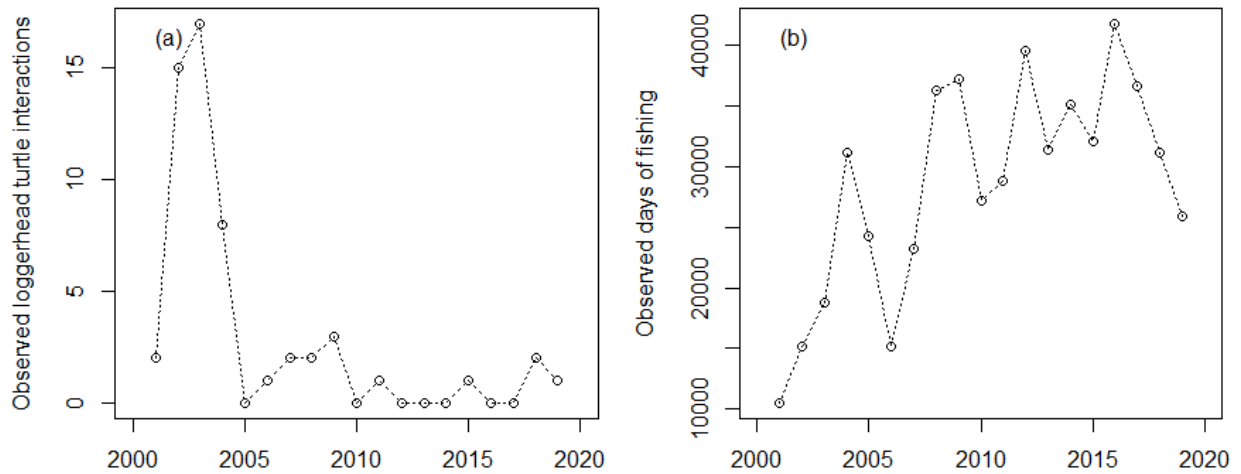 Observed loggerhead turtle interactions
(a)
15
10
5
0
2000 2005 2010 2015 2020
Observed days of fishing
(b)
40000
30000
20000
10000
2000 2005 2010 2015 2020